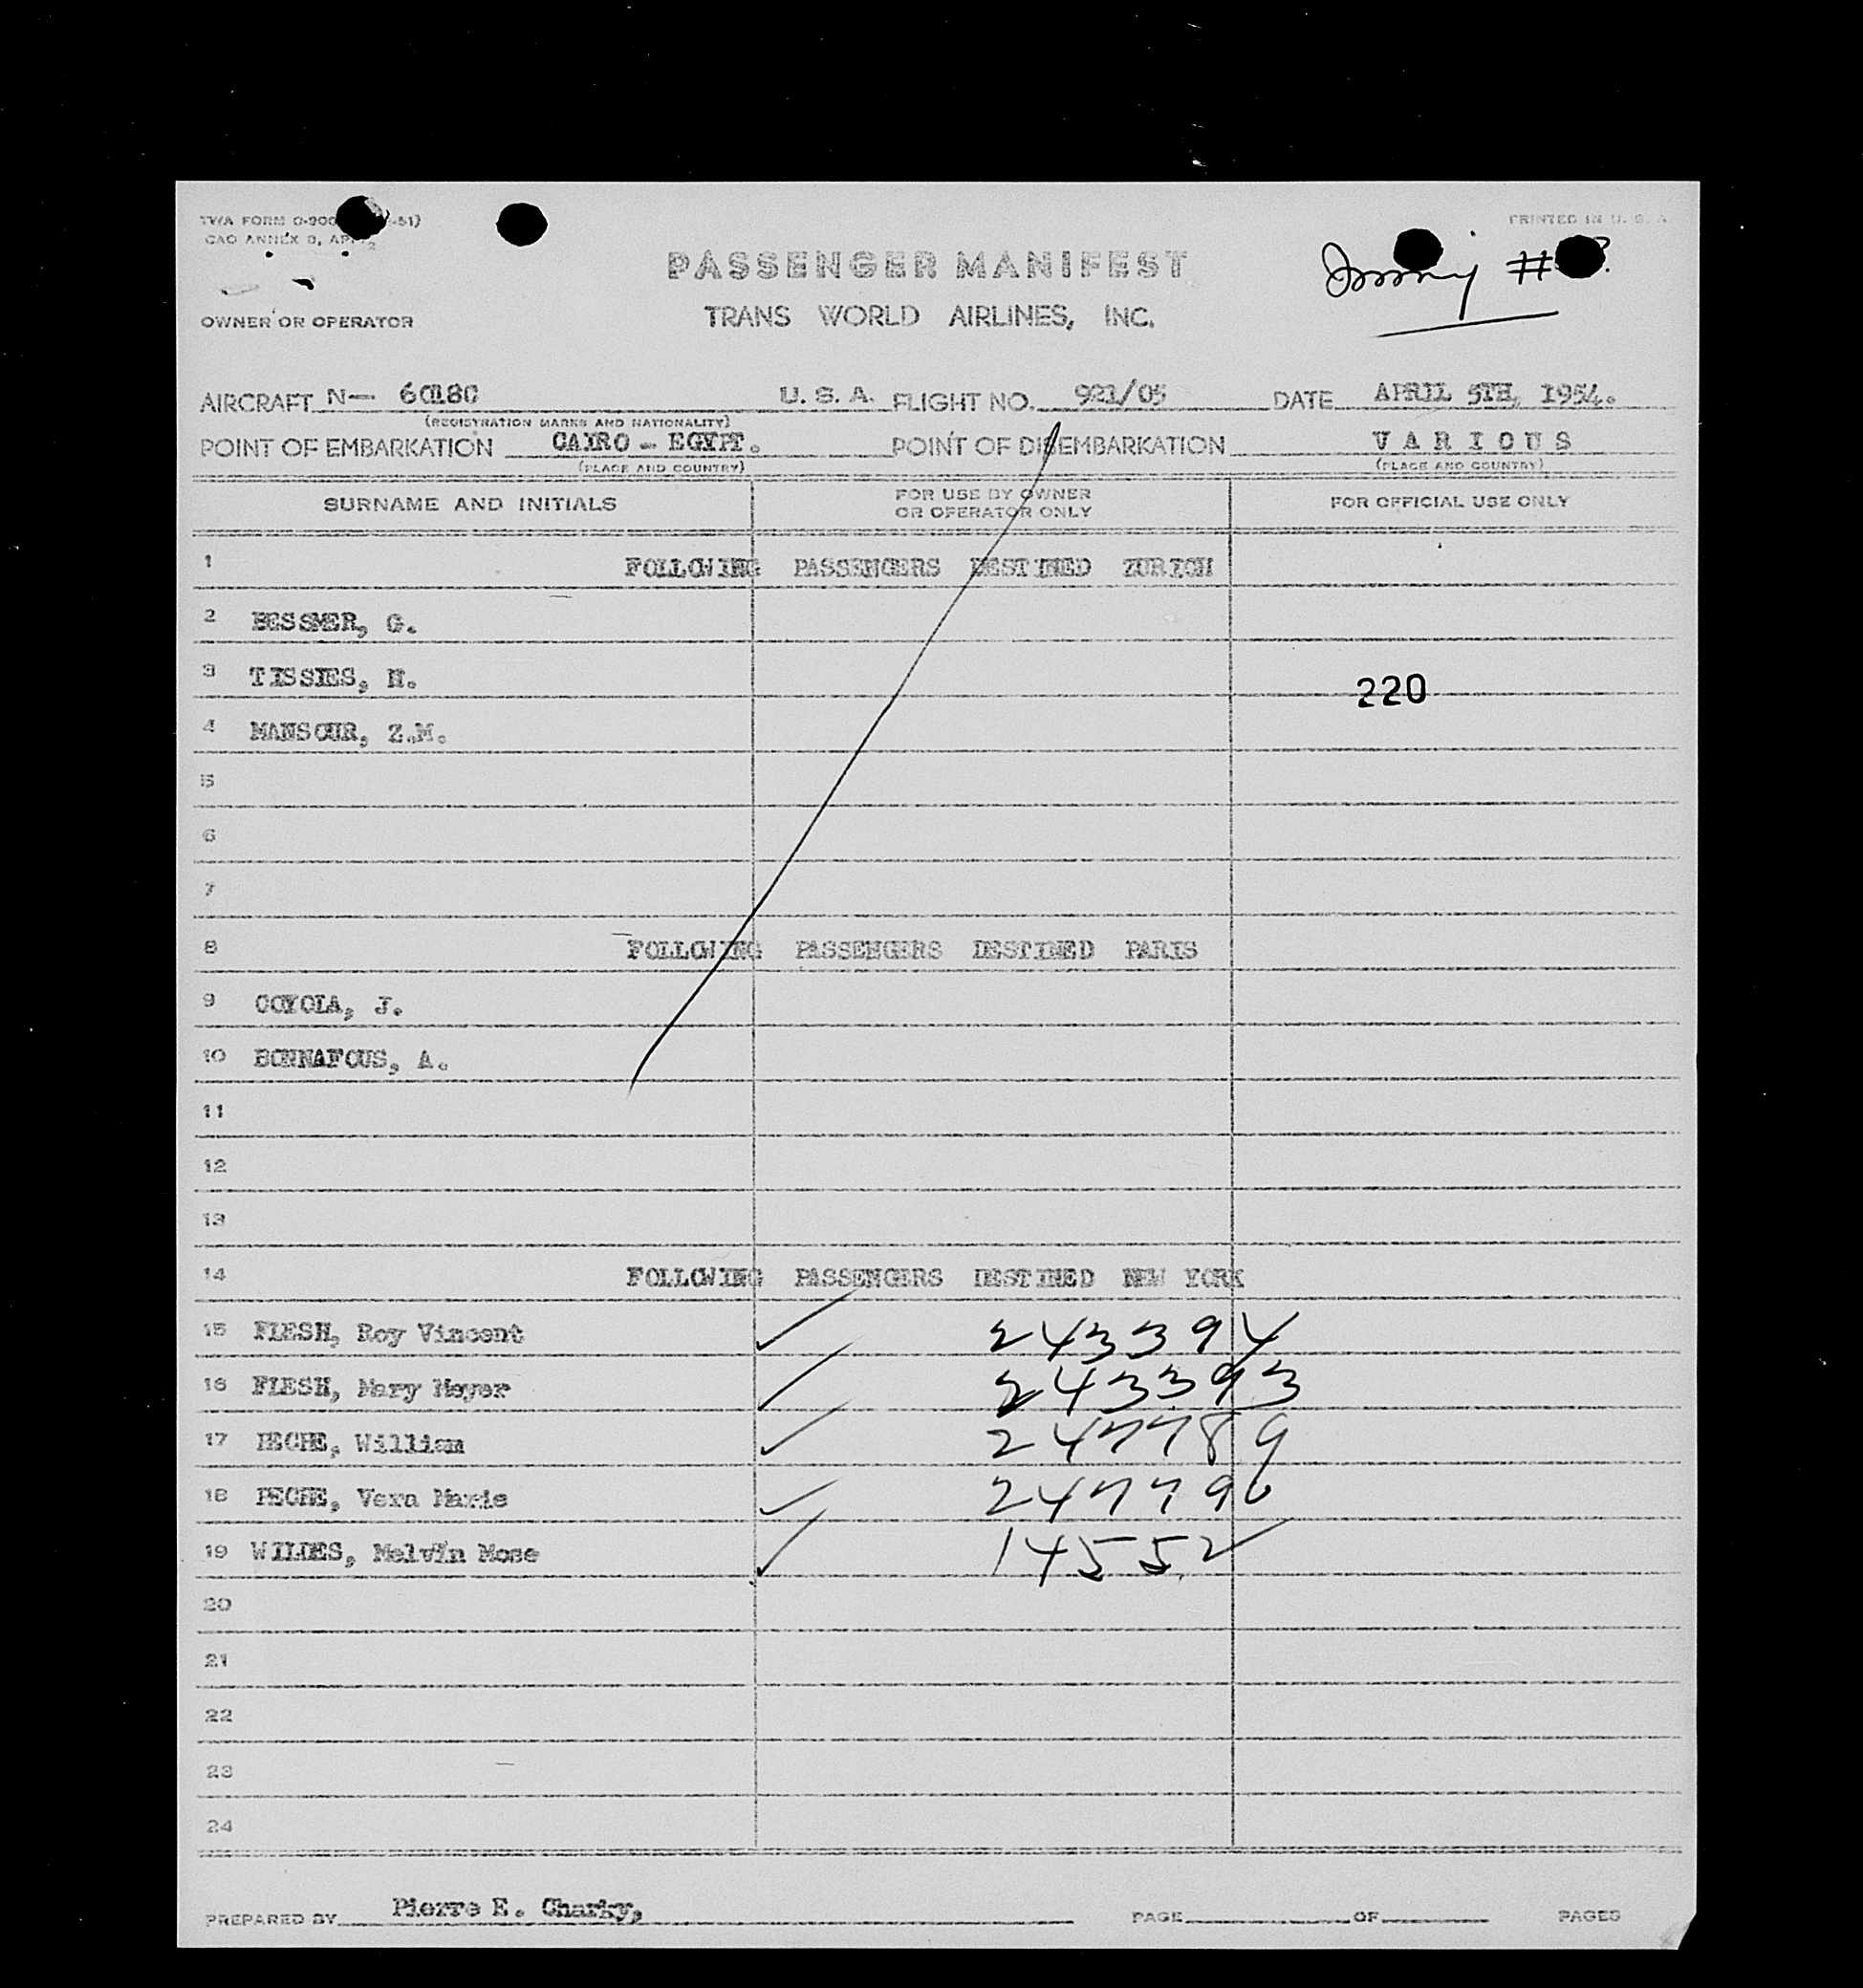 TWA FORM O-900 -51)
PRINTED IN U. S. A.
PASSENGER MANIFEST
TRANS WORLD AIRLINES, INC.
OWNER OR OPERATOR
AIRCRAFT N- 6018C U. S. A. FLIGHT NO. 921/05 DATE APRIL 5TH, 1954.
(REGISTRATION MARKS AND NATIONALITY)
POINT OF EMBARKATION CAIRO - EGYPT. POINT OF DISEMBARKATION VARIOUS
(PLACE AND COUNTRY) (PLACE AND COUNTRY)
SURNAME AND INITIALS FOR USE BY OWNER OR OPERATOR ONLY FOR OFFICIAL USE ONLY
1 FOLLOWING PASSENGERS DESTINED ZURICH
2 BESSMER, G.
3 TISSIES, N. 220
4 MANSOUR, Z.M.
5
6
7
8 FOLLOWING PASSENGERS DESTINED PARIS
9 COYOLA, J.
10 BONNAFOUS, A.
11
12
13
14 FOLLOWING PASSENGERS DESTINED NEW YORK
15 FLESH, Roy Vincent 243394
16 FLESH, Mary Meyer 243393
17 PECHE, William 247789
18 PECHE, Vera Marie 247790
19 WILDES, Melvin Mose 14552
20
21
22
23
24
PREPARED BY Pierre E. Charky, PAGE OF PAGES